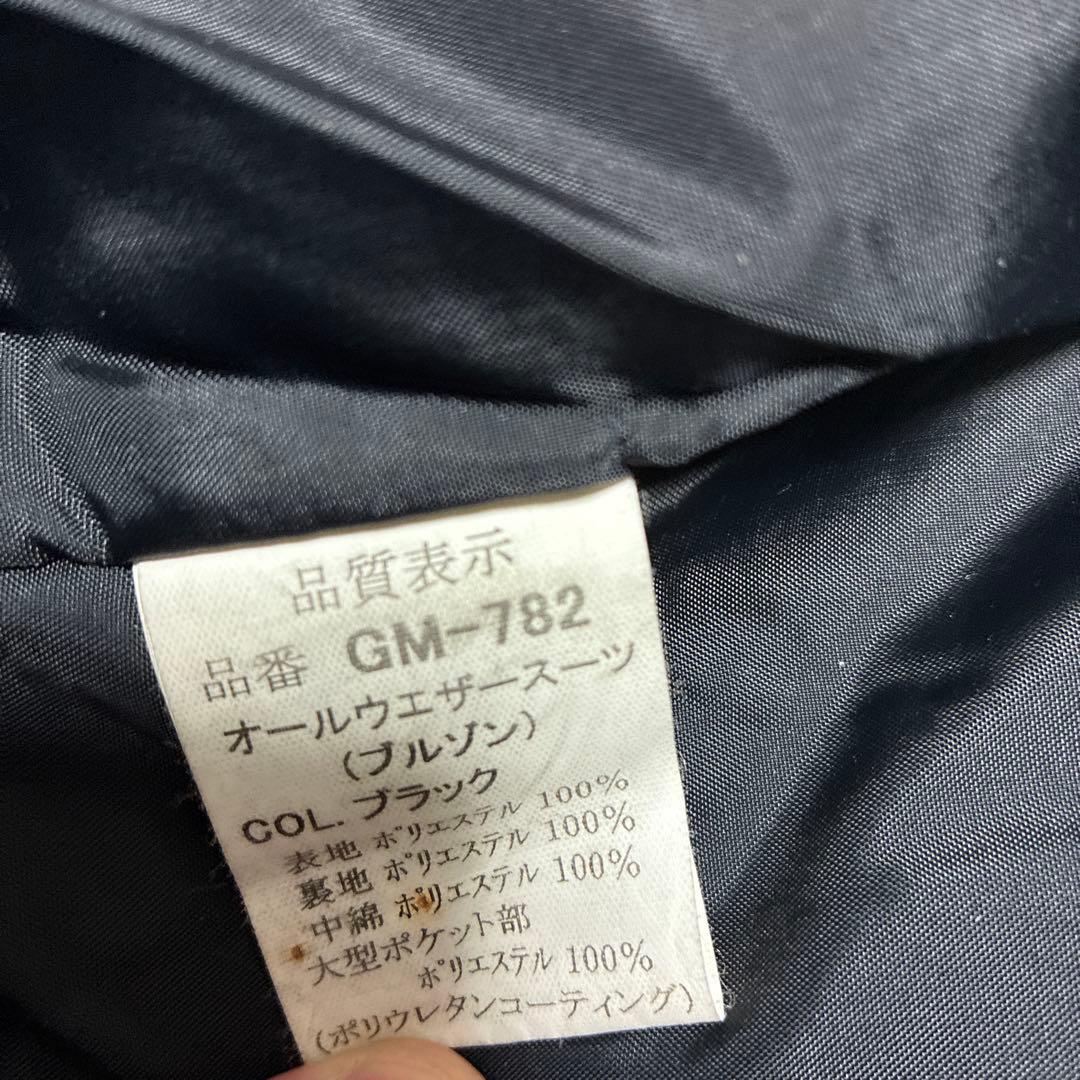 品質表示
品番 GM-782
オールウエザースーツ
(ブルゾン)
COL. ブラック
表地 ポリエステル 100%
裏地 ポリエステル 100%
中綿 ポリエステル 100%
大型ポケット部
ポリエステル 100%
(ポリウレタンコーティング)